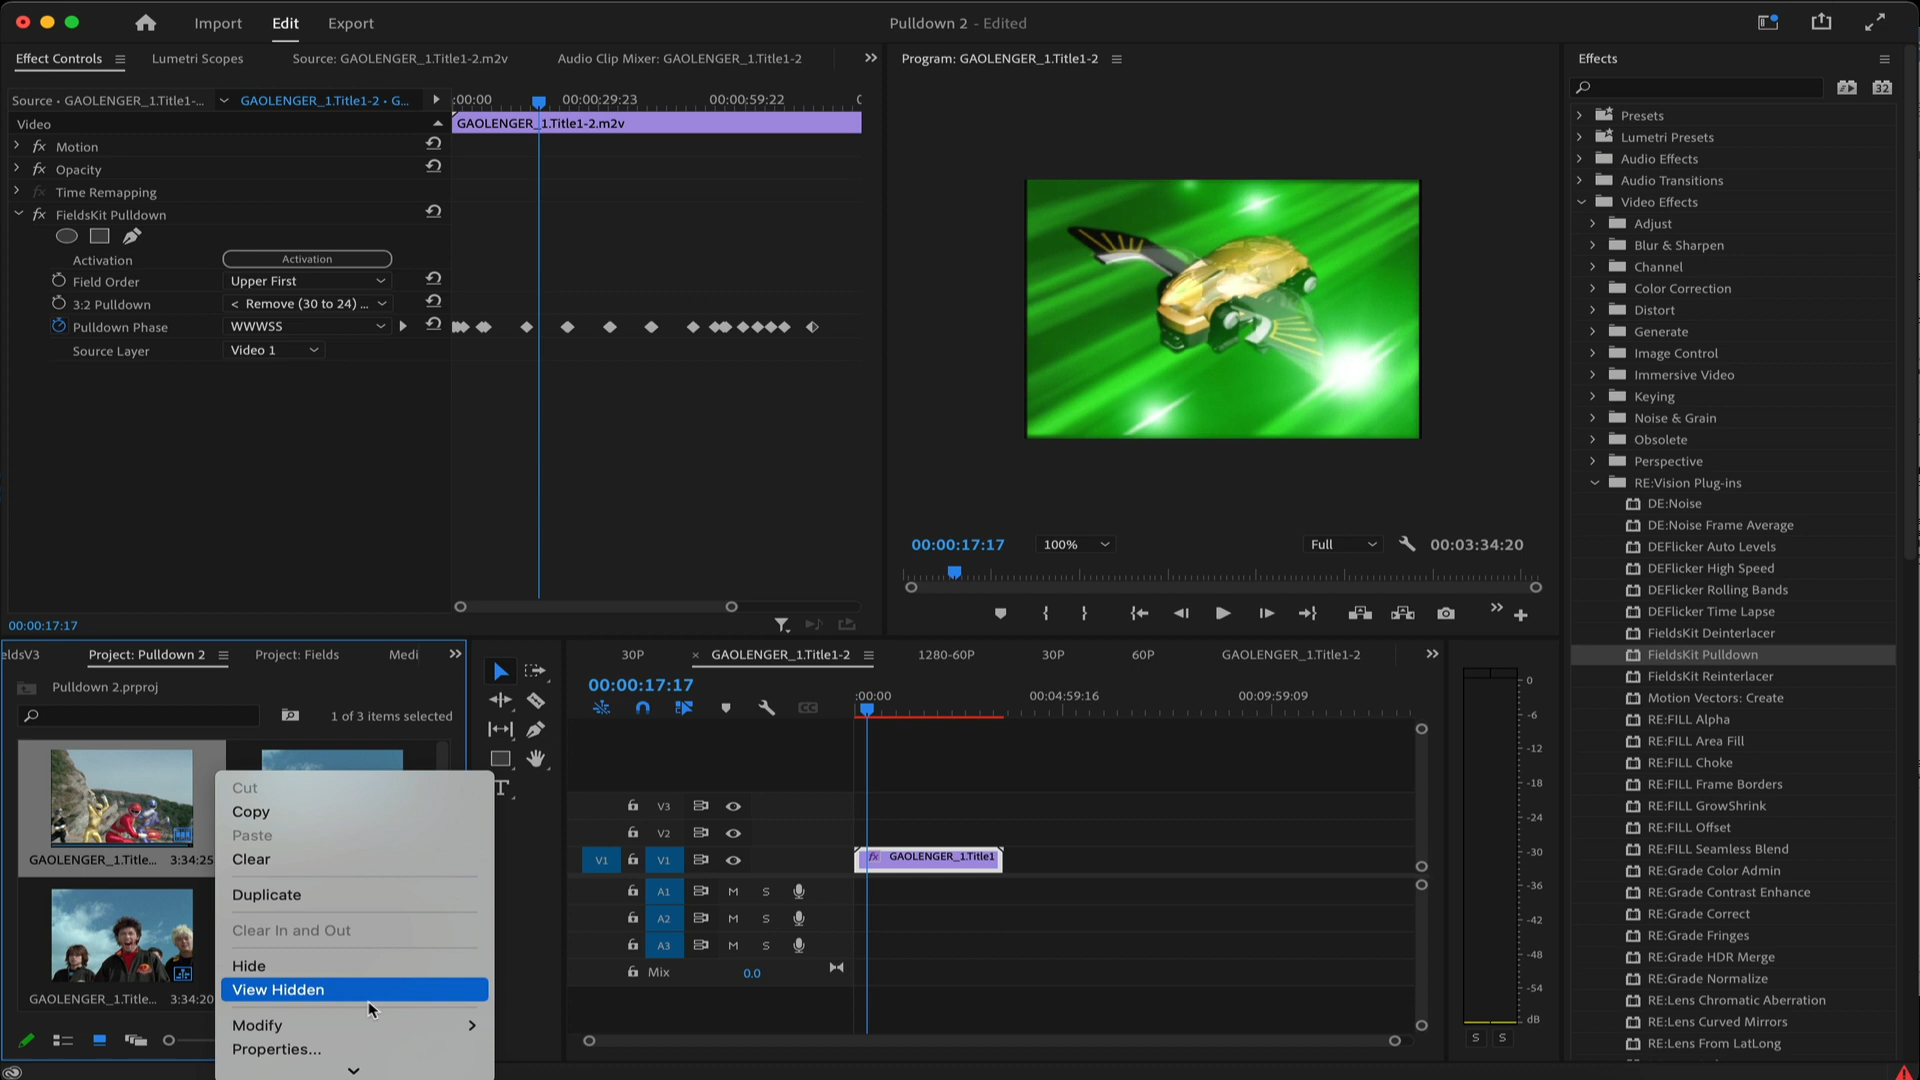 Import
Edit
Export
Pulldown 2 - Edited
Effect Controls
Lumetri Scopes
Source: GAOLENGER_1.Title1-2.m2v
Audio Clip Mixer: GAOLENGER_1.Title1-2
Program: GAOLENGER_1.Title1-2
Effects
Source • GAOLENGER_1.Title1-...
GAOLENGER_1.Title1-2 • G...
:00:00
00:00:29:23
00:00:59:22
Video
GAOLENGER_1.Title1-2.m2v
fx Motion
fx Opacity
fx Time Remapping
fx FieldsKit Pulldown
Activation
Activation
Field Order
Upper First
3:2 Pulldown
< Remove (30 to 24) ...
Pulldown Phase
WWWSS
Source Layer
Video 1
00:00:17:17
00:00:17:17
100%
Full
00:03:34:20
32
Presets
Lumetri Presets
Audio Effects
Audio Transitions
Video Effects
Adjust
Blur & Sharpen
Channel
Color Correction
Distort
Generate
Image Control
Immersive Video
Keying
Noise & Grain
Obsolete
Perspective
RE:Vision Plug-ins
DE:Noise
DE:Noise Frame Average
DEFlicker Auto Levels
DEFlicker High Speed
DEFlicker Rolling Bands
DEFlicker Time Lapse
FieldsKit Deinterlacer
FieldsKit Pulldown
FieldsKit Reinterlacer
Motion Vectors: Create
RE:FILL Alpha
RE:FILL Area Fill
RE:FILL Choke
RE:FILL Frame Borders
RE:FILL GrowShrink
RE:FILL Offset
RE:FILL Seamless Blend
RE:Grade Color Admin
RE:Grade Contrast Enhance
RE:Grade Correct
RE:Grade Fringes
RE:Grade HDR Merge
RE:Grade Normalize
RE:Lens Chromatic Aberration
RE:Lens Curved Mirrors
RE:Lens From LatLong
eldsV3
Project: Pulldown 2
Project: Fields
Medi
Pulldown 2.prproj
1 of 3 items selected
GAOLENGER_1.Title...
3:34:25
GAOLENGER_1.Title...
3:34:20
Cut
Copy
Paste
Clear
Duplicate
Clear In and Out
Hide
View Hidden
Modify
Properties...
T
30P
GAOLENGER_1.Title1-2
1280-60P
30P
60P
GAOLENGER_1.Title1-2
00:00:17:17
:00:00
00:04:59:16
00:09:59:09
CC
V3
V2
V1
V1
fx GAOLENGER_1.Title1
A1
M
S
A2
M
S
A3
M
S
Mix
0.0
0
-6
-12
-18
-24
-30
-36
-42
-48
-54
dB
S
S